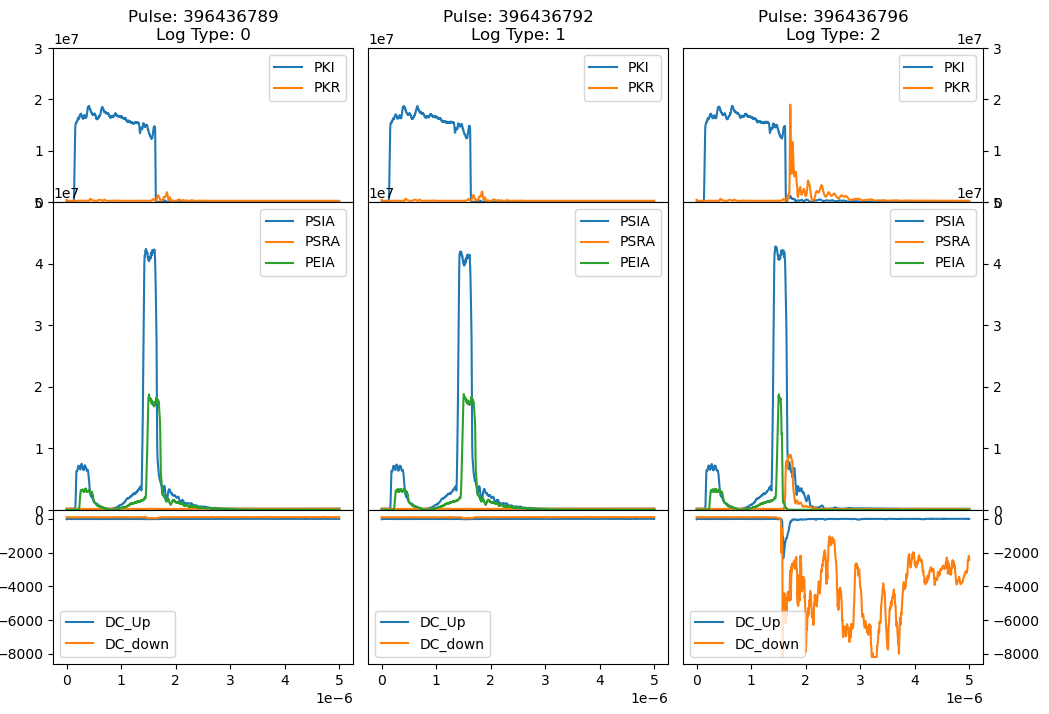 Pulse: 396436789
Log Type: 0
Pulse: 396436792
Log Type: 1
Pulse: 396436796
Log Type: 2
1e7
1e7
1e7
3
2
1
0
PKI
PKR
PKI
PKR
PKI
PKR
3
2
1
0
1e7
1e7
1e7
5
4
3
2
1
0
PSIA
PSRA
PEIA
PSIA
PSRA
PEIA
PSIA
PSRA
PEIA
5
4
3
2
1
0
0
−2000
−4000
−6000
−8000
DC_Up
DC_down
DC_Up
DC_down
DC_Up
DC_down
0
−2000
−4000
−6000
−8000
0 1 2 3 4 5
1e−6
0 1 2 3 4 5
1e−6
0 1 2 3 4 5
1e−6